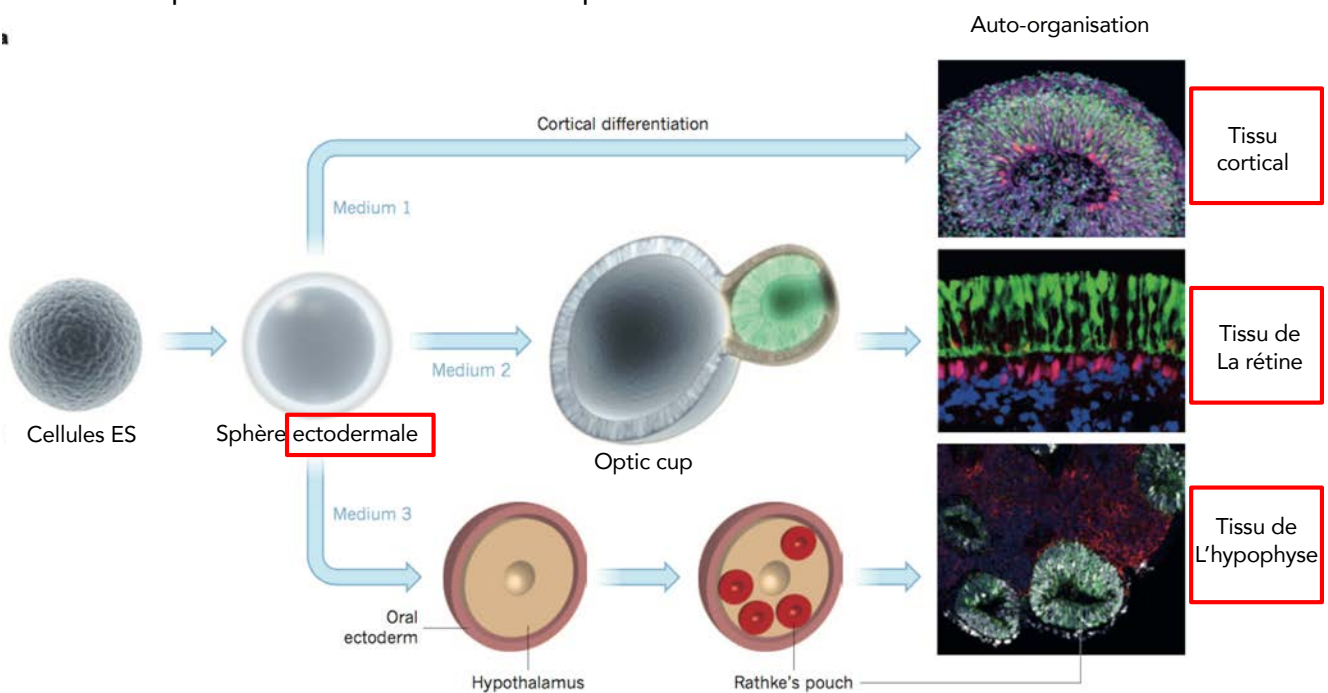 Auto-organisation
Cortical differentiation
Tissu
cortical
Medium 1
Medium 2
Tissu de
La rétine
Cellules ES
Sphère ectodermale
Optic cup
Medium 3
Tissu de
L'hypophyse
Oral
ectoderm
Hypothalamus
Rathke's pouch